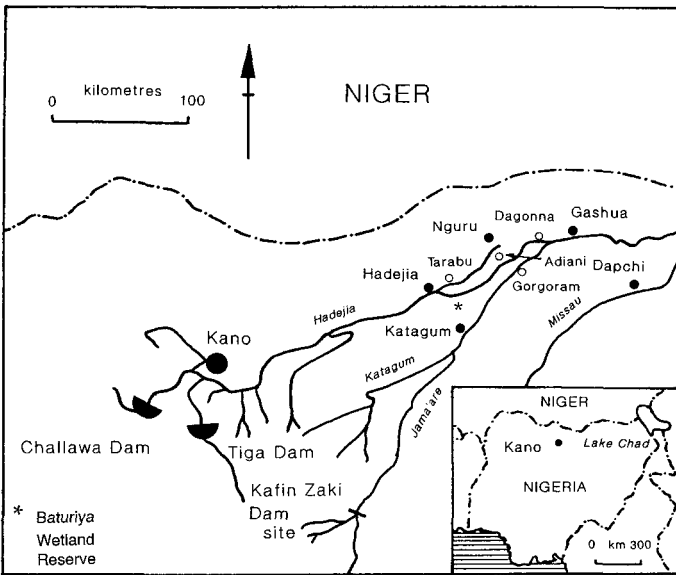 kilometres
0 100
NIGER
Nguru
Dagonna
Gashua
Tarabu
Adiani
Hadejia
Dapchi
Gorgoram
Hadejia
*
Missau
Kano
Katagum
Katagum
Jama'are
Challawa Dam
Tiga Dam
Kafin Zaki
Dam
site
* Baturiya
Wetland
Reserve
NIGER
Kano
Lake Chad
NIGERIA
0 km 300